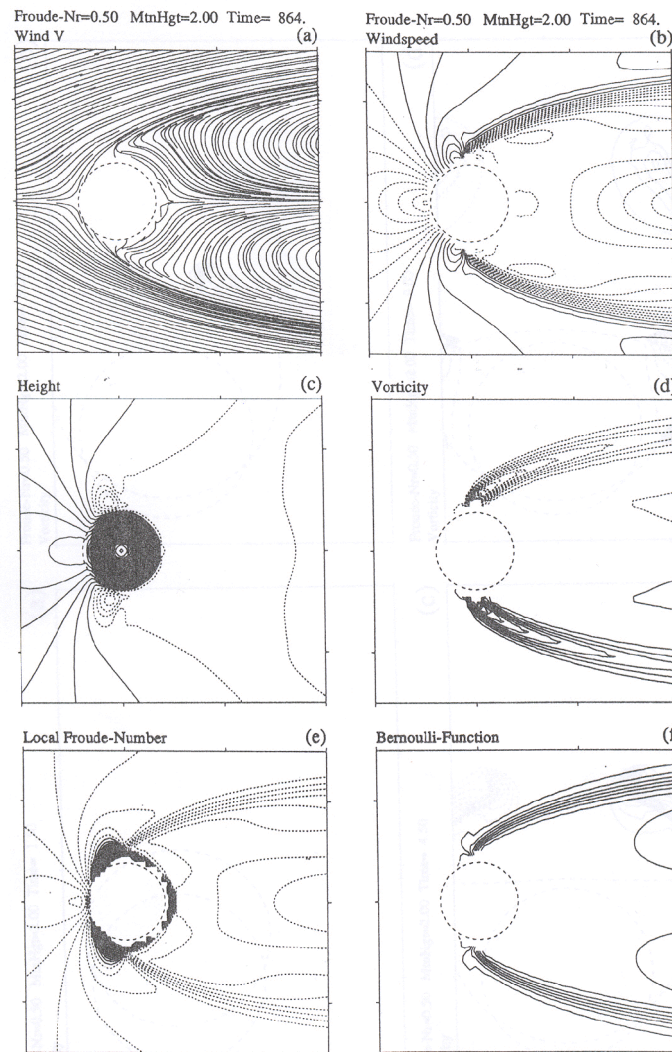 Froude-Nr=0.50 MtnHgt=2.00 Time= 864.
Wind V (a)
Froude-Nr=0.50 MtnHgt=2.00 Time= 864.
Windspeed (b)
Height (c)
Vorticity (d)
Local Froude-Number (e)
Bernoulli-Function (f